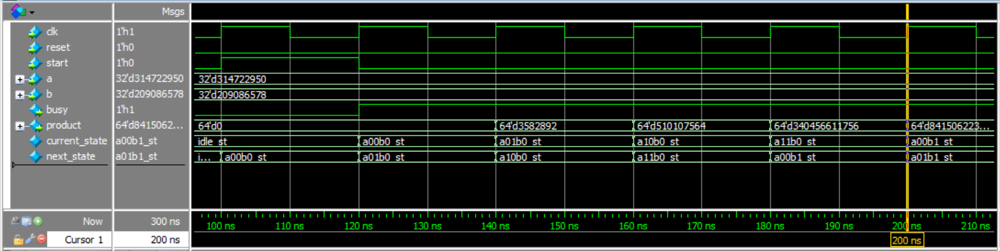 Msgs
clk 1'h1
reset 1'h0
start 1'h0
a 32'd314722950 32'd314722950
b 32'd209086578 32'd209086578
busy 1'h1
product 64'd8415062... 64'd0 64'd3582892 64'd510107564 64'd340456611756 64'd841506223...
current_state a00b1_st idle_st a00b0_st a01b0_st a10b0_st a11b0_st a00b1_st
next_state a01b1_st i... a00b0_st a01b0_st a10b0_st a11b0_st a00b1_st a01b1_st
Now 300 ns 100 ns 110 ns 120 ns 130 ns 140 ns 150 ns 160 ns 170 ns 180 ns 190 ns 200 ns 210 ns
Cursor 1 200 ns 200 ns